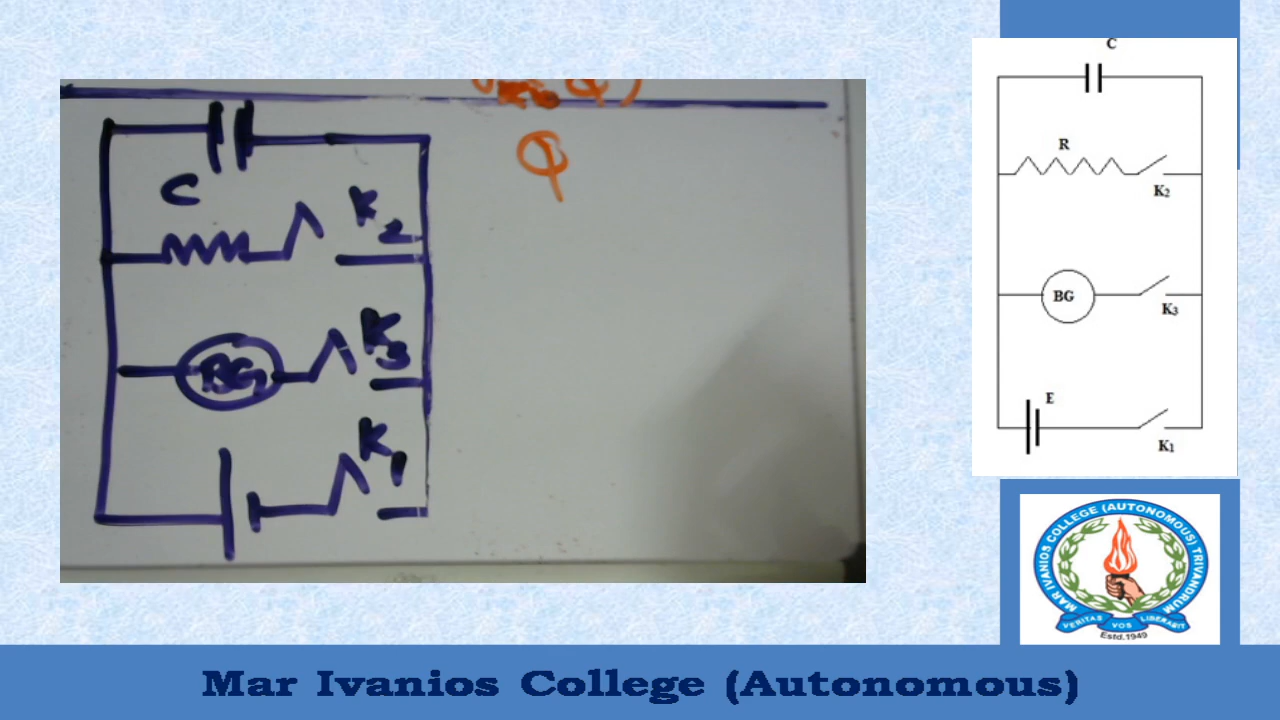 φ
C
K2
K3
BG
K1
C
R
K2
BG
K3
E
K1
MAR IVANIOS COLLEGE (AUTONOMOUS) TRIVANDRUM
VERITAS VOS LIBERABIT
Estd.1949
Mar Ivanios College (Autonomous)